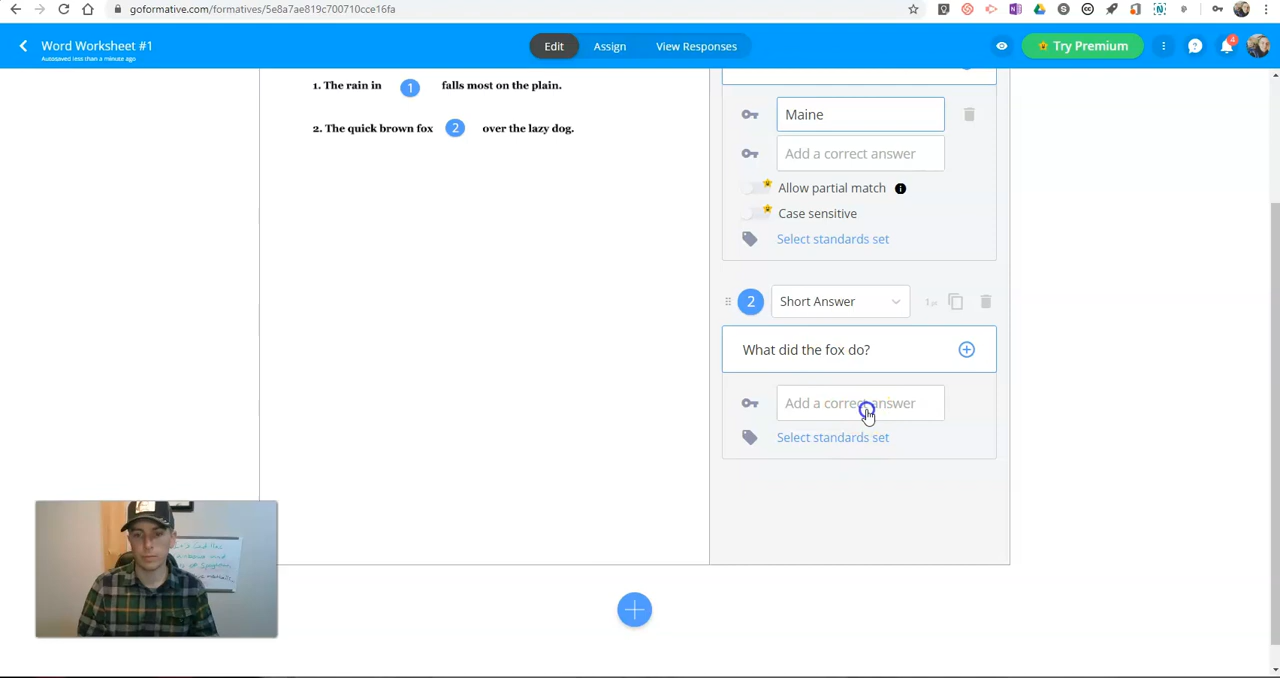 goformative.com/formatives/5e8a7ae819c700710cce16fa
Word Worksheet #1
Autosaved less than a minute ago
Edit
Assign
View Responses
Try Premium
4
1. The rain in 1 falls most on the plain.
2. The quick brown fox 2 over the lazy dog.
Maine
Add a correct answer
Allow partial match
Case sensitive
Select standards set
2 Short Answer 1 pt
What did the fox do?
Add a correct answer
Select standards set